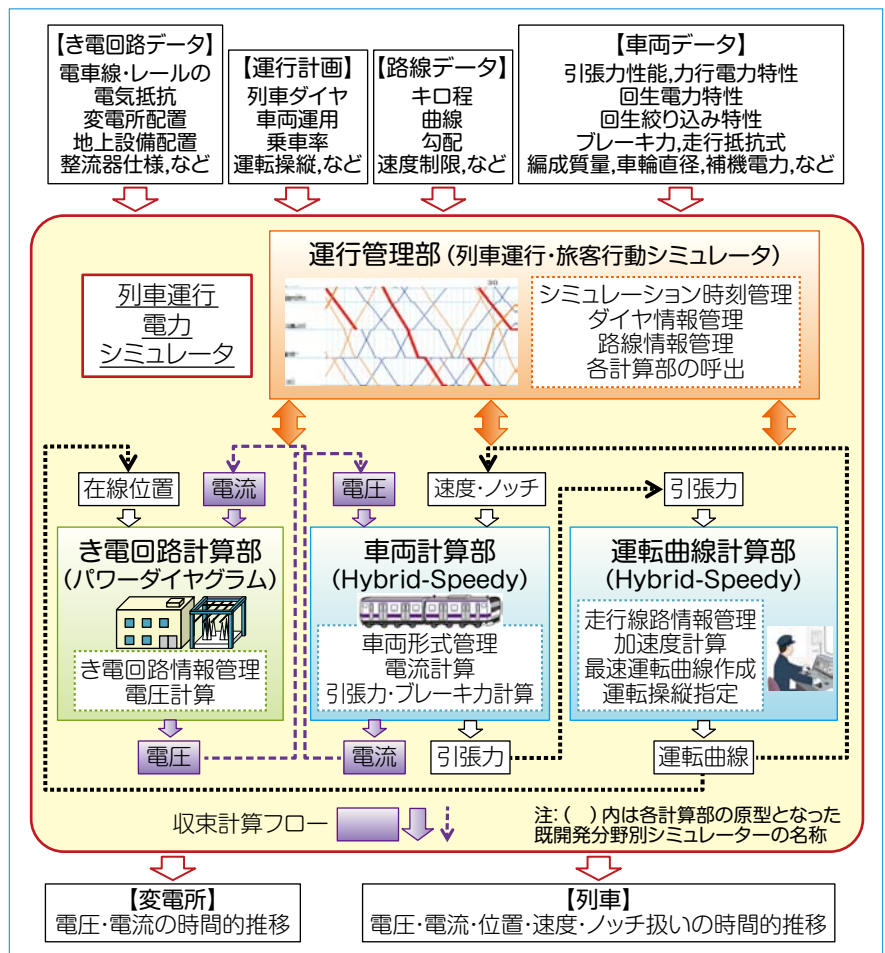 【き電回路データ】
電車線・レールの
電気抵抗
変電所配置
地上設備配置
整流器仕様,など
【運行計画】
列車ダイヤ
車両運用
乗車率
運転操縦,など
【路線データ】
キロ程
曲線
勾配
速度制限,など
【車両データ】
引張力性能,力行電力特性
回生電力特性
回生絞り込み特性
ブレーキ力,走行抵抗式
編成質量,車輪直径,補機電力,など
列車運行
電力
シミュレータ
運行管理部(列車運行・旅客行動シミュレータ)
シミュレーション時刻管理
ダイヤ情報管理
路線情報管理
各計算部の呼出
在線位置
電流
電圧
速度・ノッチ
引張力
き電回路計算部
(パワーダイヤグラム)
き電回路情報管理
電圧計算
車両計算部
(Hybrid-Speedy)
車両形式管理
電流計算
引張力・ブレーキ力計算
運転曲線計算部
(Hybrid-Speedy)
走行線路情報管理
加速度計算
最速運転曲線作成
運転操縦指定
電圧
電流
引張力
運転曲線
収束計算フロー
注:( )内は各計算部の原型となった
既開発分野別シミュレーターの名称
【変電所】
電圧・電流の時間的推移
【列車】
電圧・電流・位置・速度・ノッチ扱いの時間的推移